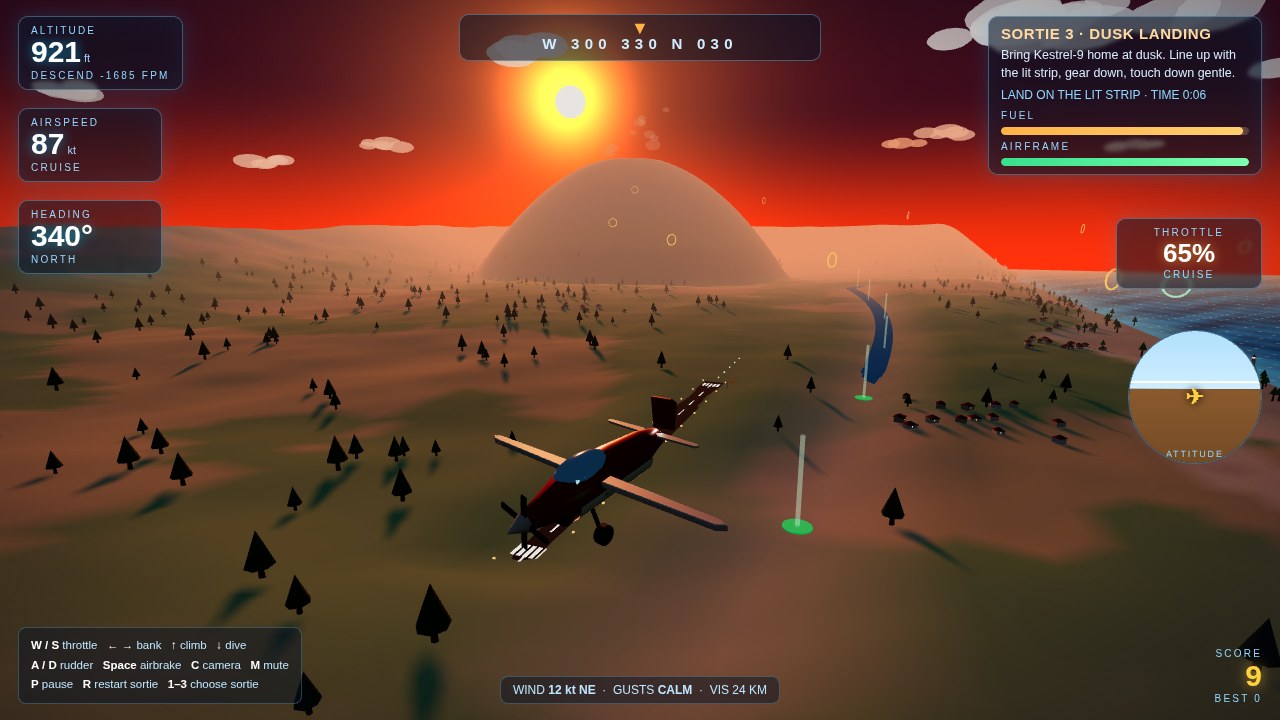 ALTITUDE
921 ft
DESCEND -1685 FPM
AIRSPEED
87 kt
CRUISE
HEADING
340°
NORTH
▼
W 300 330 N 030
SORTIE 3 · DUSK LANDING
Bring Kestrel-9 home at dusk. Line up with
the lit strip, gear down, touch down gentle.
LAND ON THE LIT STRIP · TIME 0:06
FUEL
AIRFRAME
THROTTLE
65%
CRUISE
ATTITUDE
W / S throttle ← → bank ↑ climb ↓ dive
A / D rudder Space airbrake C camera M mute
P pause R restart sortie 1–3 choose sortie
WIND 12 kt NE · GUSTS CALM · VIS 24 KM
SCORE
9
BEST 0